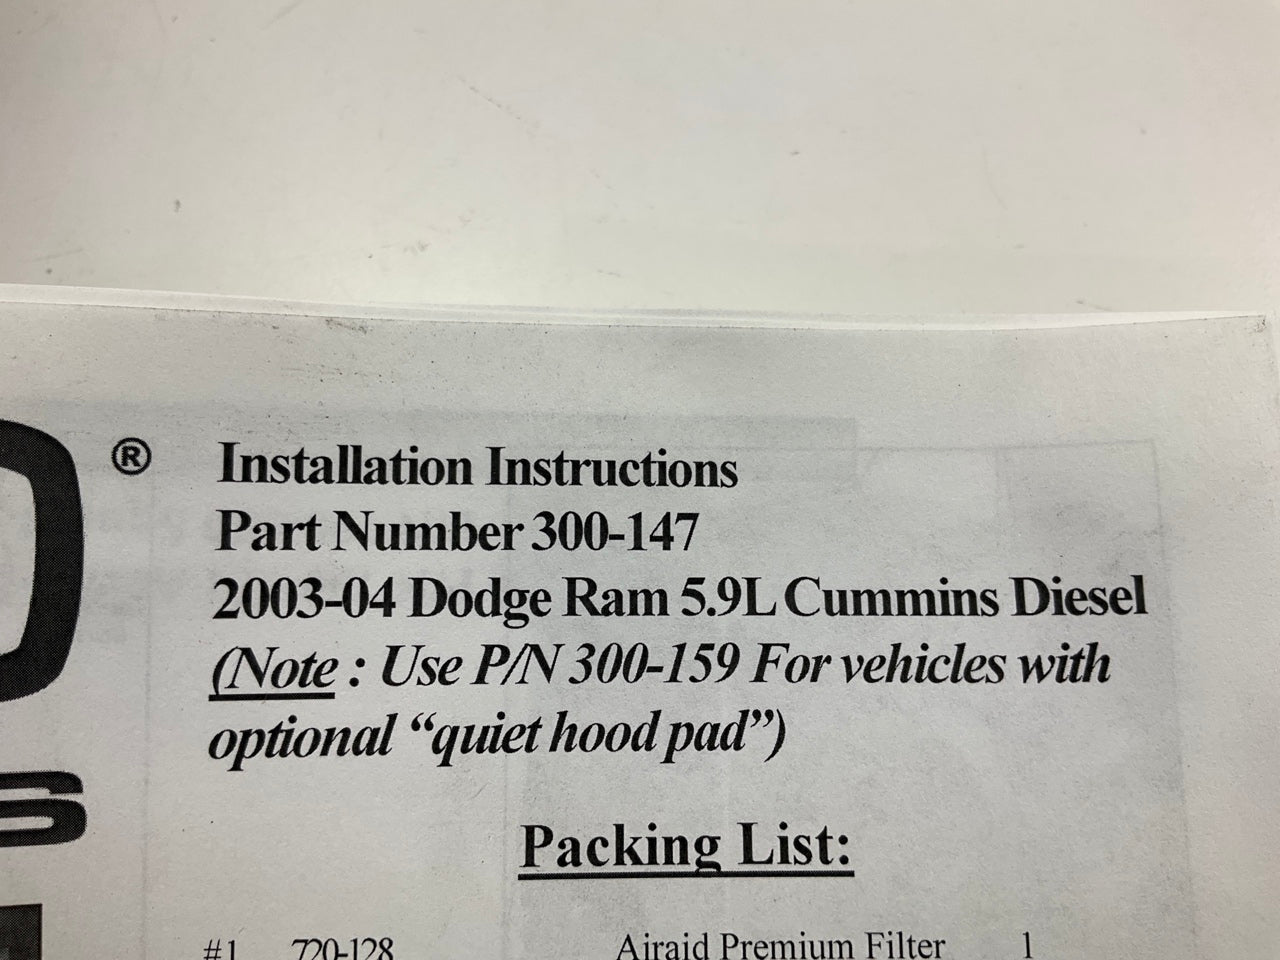 ®
Installation Instructions
Part Number 300-147
2003-04 Dodge Ram 5.9L Cummins Diesel
(Note : Use P/N 300-159 For vehicles with
optional “quiet hood pad”)
Packing List:
#1 720-128 Airaid Premium Filter 1